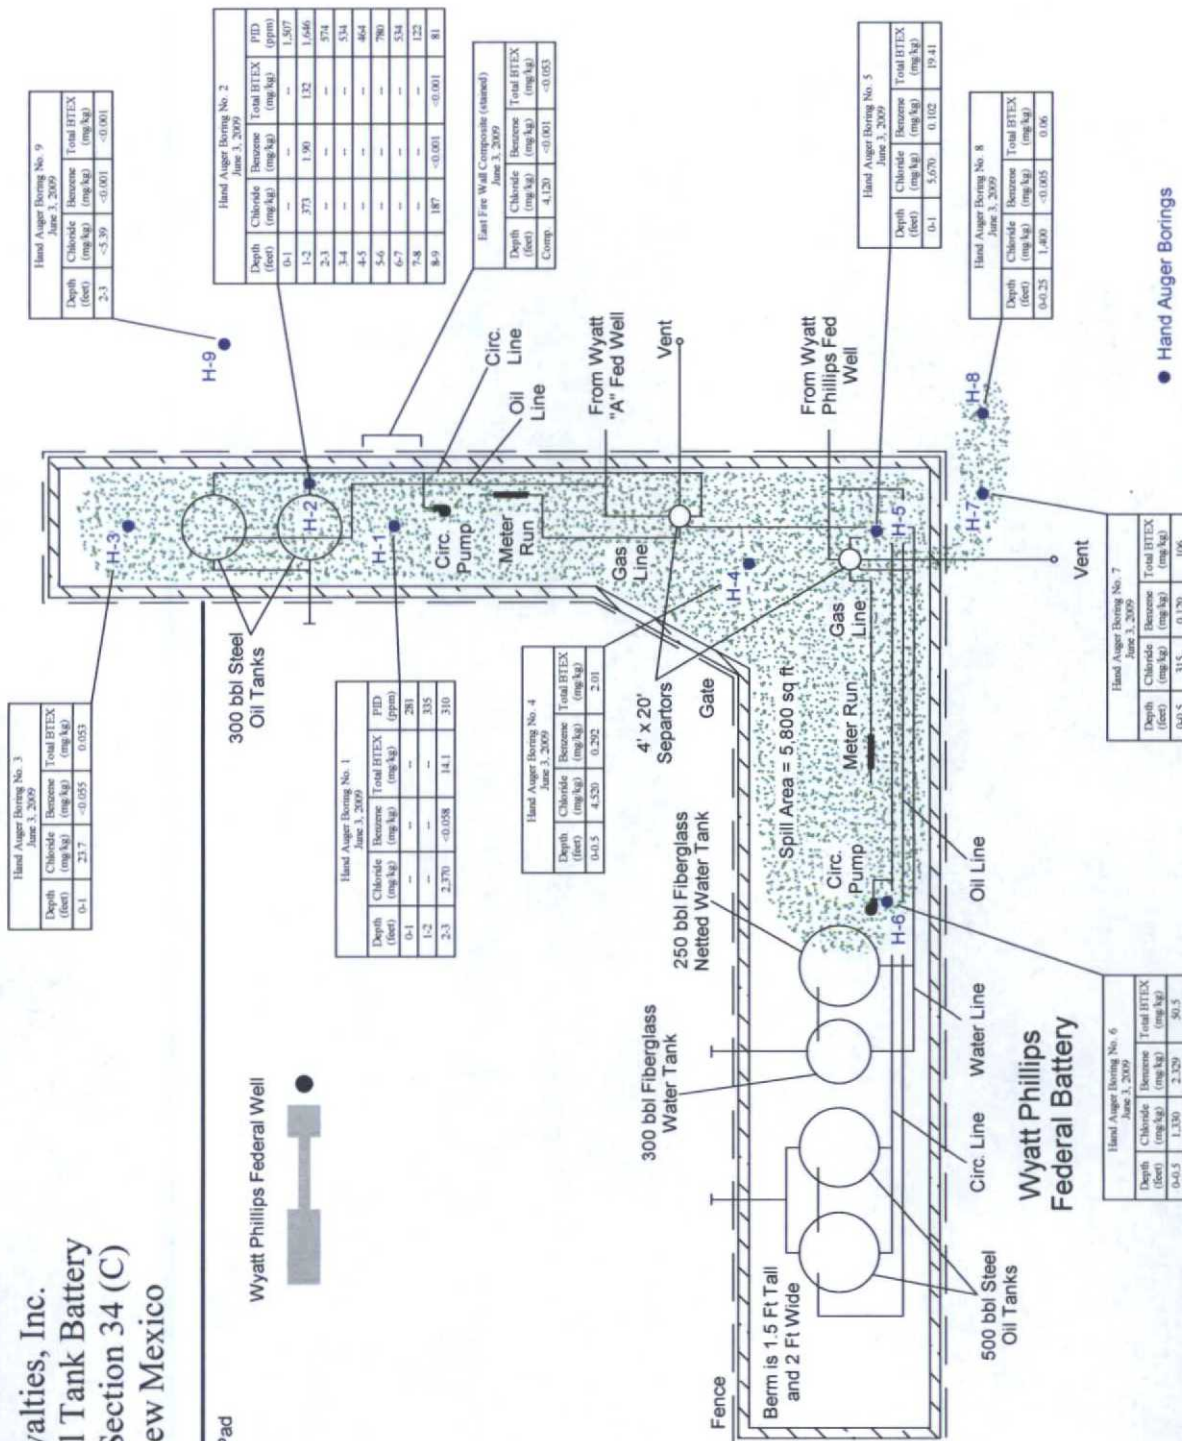 valties, Inc.
l Tank Battery
Section 34 (C)
ew Mexico
Pad
Wyatt Phillips Federal Well
Hand Auger Boring No. 3
June 3, 2009
Depth (feet) Chloride (mg/kg) Benzene (mg/kg) Total BTEX (mg/kg)
0-1 23.7 <0.055 0.053
Hand Auger Boring No. 9
June 3, 2009
Depth (feet) Chloride (mg/kg) Benzene (mg/kg) Total BTEX (mg/kg)
2-3 <5.39 <0.001 <0.001
Hand Auger Boring No. 2
June 3, 2009
Depth (feet) Chloride (mg/kg) Benzene (mg/kg) Total BTEX (mg/kg) PID (ppm)
0-1 -- -- -- 1,507
1-2 373 1.90 132 1,646
2-3 -- -- -- 574
3-4 -- -- -- 534
4-5 -- -- -- 464
5-6 -- -- -- 780
6-7 -- -- -- 534
7-8 -- -- -- 122
8-9 187 <0.001 <0.001 81
East Fire Wall Composite (stained)
June 3, 2009
Depth (feet) Chloride (mg/kg) Benzene (mg/kg) Total BTEX (mg/kg)
Comp. 4,120 <0.001 <0.053
Hand Auger Boring No. 1
June 3, 2009
Depth (feet) Chloride (mg/kg) Benzene (mg/kg) Total BTEX (mg/kg) PID (ppm)
0-1 -- -- -- 281
1-2 -- -- -- 335
2-3 2,370 <0.058 14.1 310
Hand Auger Boring No. 4
June 3, 2009
Depth (feet) Chloride (mg/kg) Benzene (mg/kg) Total BTEX (mg/kg)
0-0.5 4,520 0.292 2.01
Hand Auger Boring No. 5
June 3, 2009
Depth (feet) Chloride (mg/kg) Benzene (mg/kg) Total BTEX (mg/kg)
0-1 5,670 0.102 19.41
Hand Auger Boring No. 8
June 3, 2009
Depth (feet) Chloride (mg/kg) Benzene (mg/kg) Total BTEX (mg/kg)
0-0.25 1,400 <0.005 0.06
Hand Auger Boring No. 7
June 3, 2009
Depth (feet) Chloride (mg/kg) Benzene (mg/kg) Total BTEX (mg/kg)
0-0.5 315 0.120 106
Hand Auger Boring No. 6
June 3, 2009
Depth (feet) Chloride (mg/kg) Benzene (mg/kg) Total BTEX (mg/kg)
0-0.5 1,330 2.329 50.5
300 bbl Steel
Oil Tanks
H-3
H-2
H-1
H-9
Circ.
Pump
Meter
Run
Gas
Line
Circ.
Line
Oil
Line
From Wyatt
"A" Fed Well
Vent
H-4
4' x 20'
Separtors
Gate
From Wyatt
Phillips Fed
Well
H-5
H-7
H-8
Vent
Gas
Line
Meter Run
Spill Area = 5,800 sq ft
Circ.
Pump
H-6
250 bbl Fiberglass
Netted Water Tank
300 bbl Fiberglass
Water Tank
Oil Line
Water Line
Circ. Line
Fence
Berm is 1.5 Ft Tall
and 2 Ft Wide
500 bbl Steel
Oil Tanks
Wyatt Phillips
Federal Battery
Hand Auger Borings